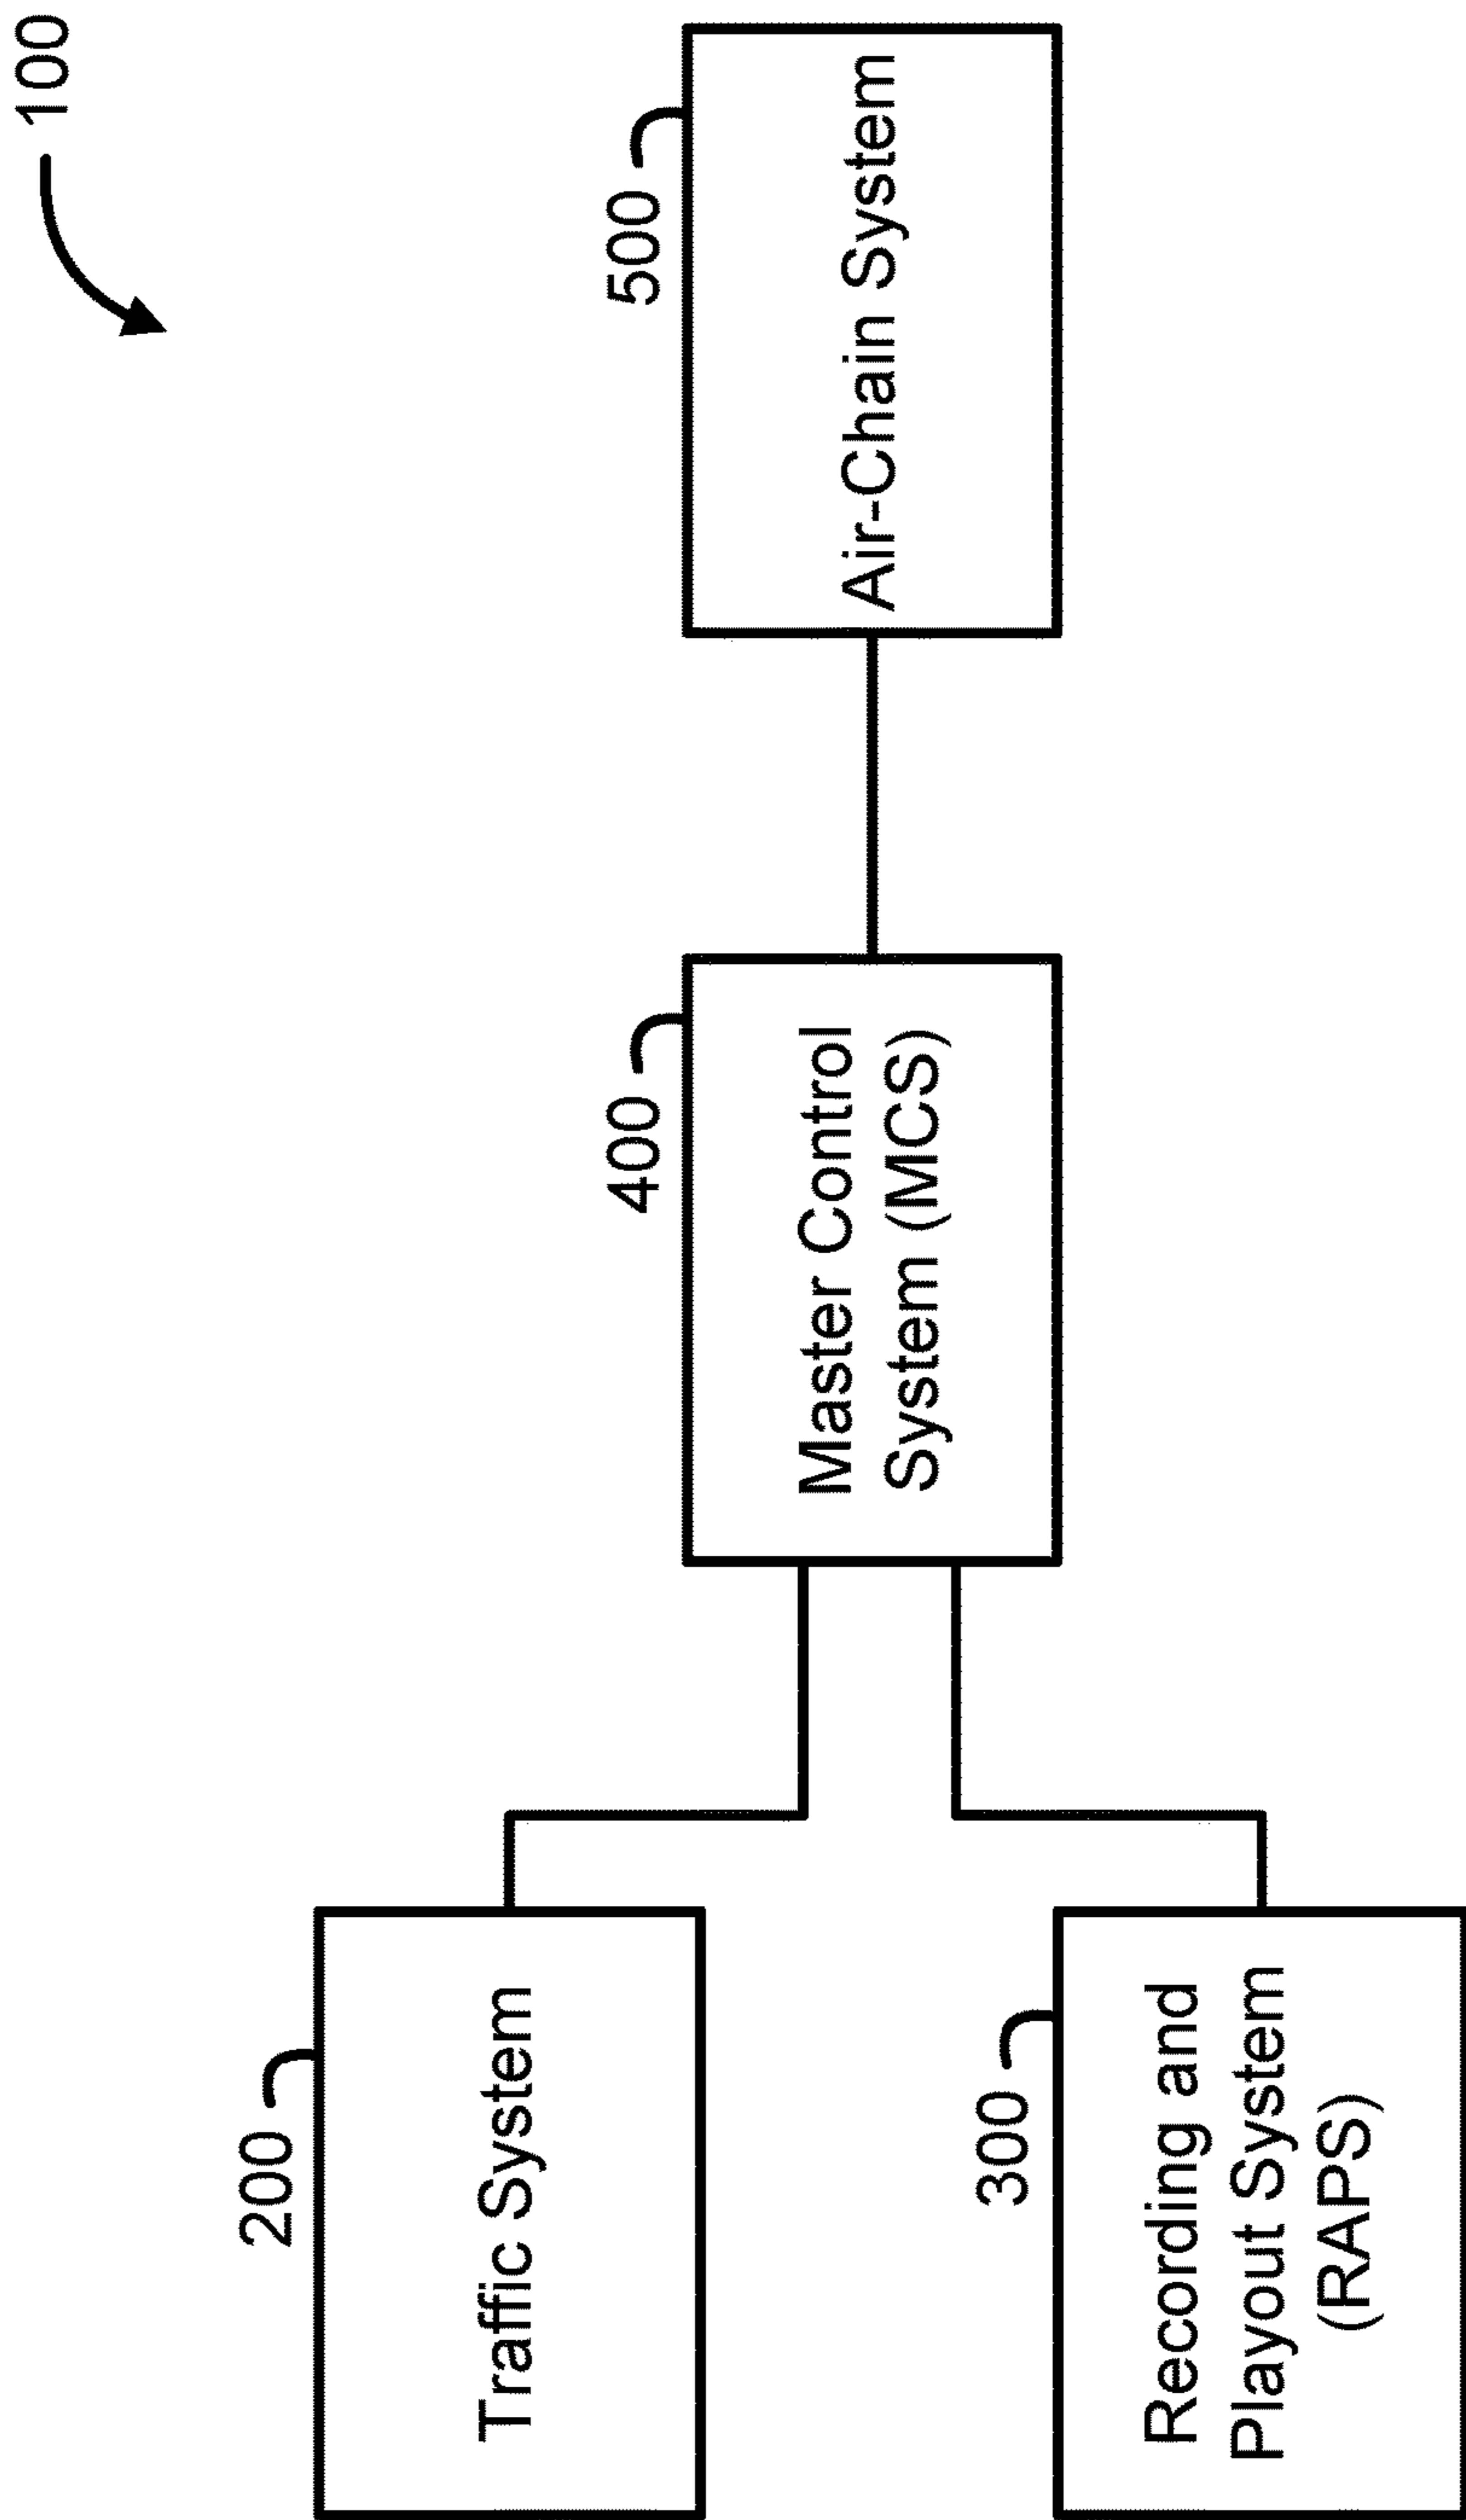 100
200
Traffic System
300
Recording and
Playout System
(RAPS)
400
Master Control
System (MCS)
500
Air-Chain System